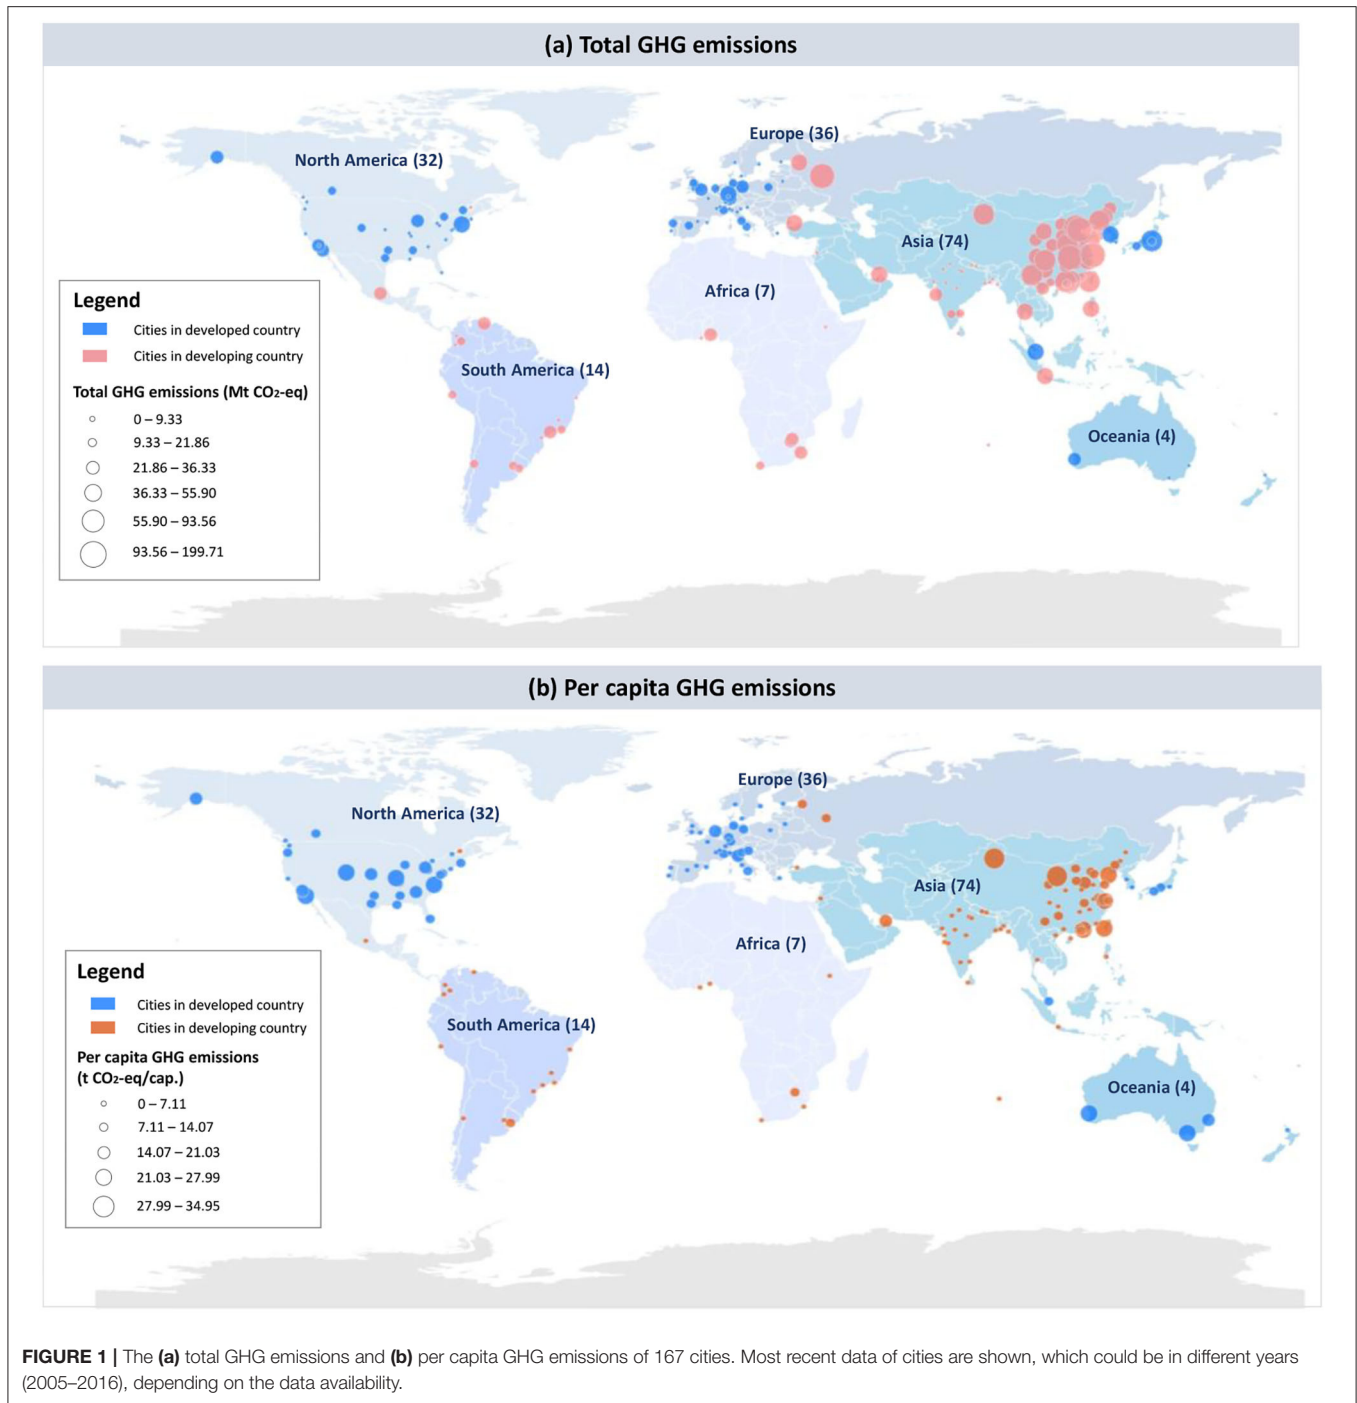 (a) Total GHG emissions
Europe (36)
North America (32)
Asia (74)
Africa (7)
South America (14)
Oceania (4)
Legend
Cities in developed country
Cities in developing country
Total GHG emissions (Mt CO₂-eq)
0 – 9.33
9.33 – 21.86
21.86 – 36.33
36.33 – 55.90
55.90 – 93.56
93.56 – 199.71
(b) Per capita GHG emissions
Europe (36)
North America (32)
Asia (74)
Africa (7)
South America (14)
Oceania (4)
Legend
Cities in developed country
Cities in developing country
Per capita GHG emissions
(t CO₂-eq/cap.)
0 – 7.11
7.11 – 14.07
14.07 – 21.03
21.03 – 27.99
27.99 – 34.95
FIGURE 1 | The (a) total GHG emissions and (b) per capita GHG emissions of 167 cities. Most recent data of cities are shown, which could be in different years
(2005–2016), depending on the data availability.